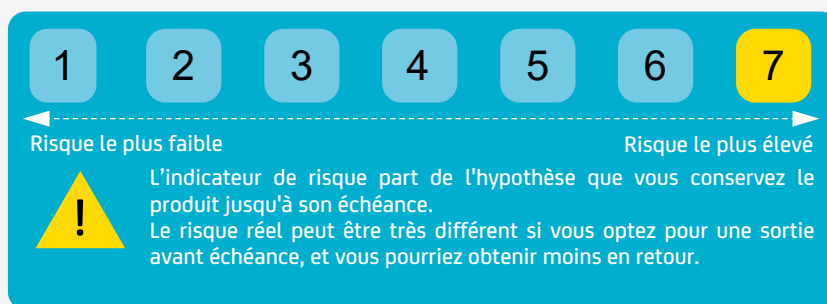 1 2 3 4 5 6 7
Risque le plus faible Risque le plus élevé
L’indicateur de risque part de l'hypothèse que vous conservez le
produit jusqu'à son échéance.
! Le risque réel peut être très différent si vous optez pour une sortie
avant échéance, et vous pourriez obtenir moins en retour.